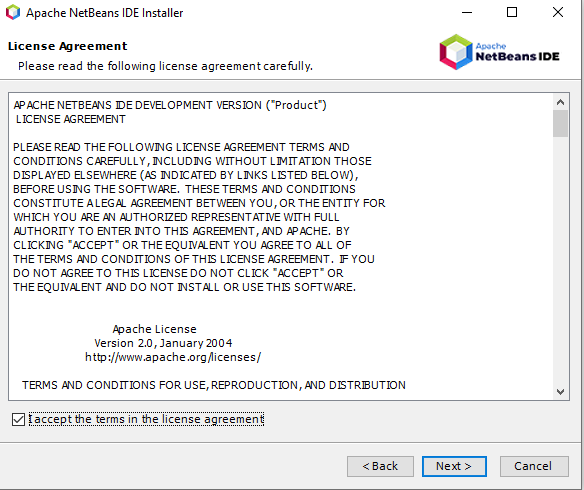 Apache NetBeans IDE Installer
License Agreement
Please read the following license agreement carefully.
Apache
NetBeans IDE
APACHE NETBEANS IDE DEVELOPMENT VERSION ("Product")
LICENSE AGREEMENT
PLEASE READ THE FOLLOWING LICENSE AGREEMENT TERMS AND
CONDITIONS CAREFULLY, INCLUDING WITHOUT LIMITATION THOSE
DISPLAYED ELSEWHERE (AS INDICATED BY LINKS LISTED BELOW),
BEFORE USING THE SOFTWARE. THESE TERMS AND CONDITIONS
CONSTITUTE A LEGAL AGREEMENT BETWEEN YOU, OR THE ENTITY FOR
WHICH YOU ARE AN AUTHORIZED REPRESENTATIVE WITH FULL
AUTHORITY TO ENTER INTO THIS AGREEMENT, AND APACHE. BY
CLICKING "ACCEPT" OR THE EQUIVALENT YOU AGREE TO ALL OF
THE TERMS AND CONDITIONS OF THIS LICENSE AGREEMENT. IF YOU
DO NOT AGREE TO THIS LICENSE DO NOT CLICK "ACCEPT" OR
THE EQUIVALENT AND DO NOT INSTALL OR USE THIS SOFTWARE.
Apache License
Version 2.0, January 2004
http://www.apache.org/licenses/
TERMS AND CONDITIONS FOR USE, REPRODUCTION, AND DISTRIBUTION
I accept the terms in the license agreement
< Back
Next >
Cancel